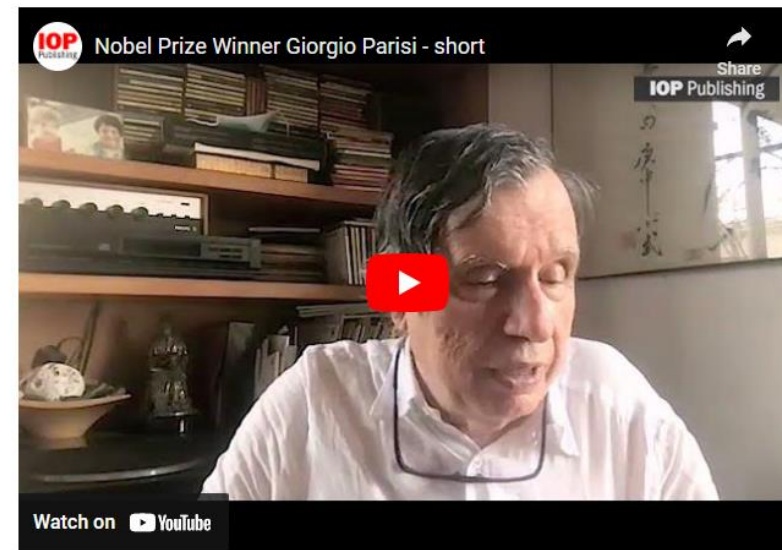 IOP
Publishing
Nobel Prize Winner Giorgio Parisi - short
Share
IOP Publishing
Watch on YouTube